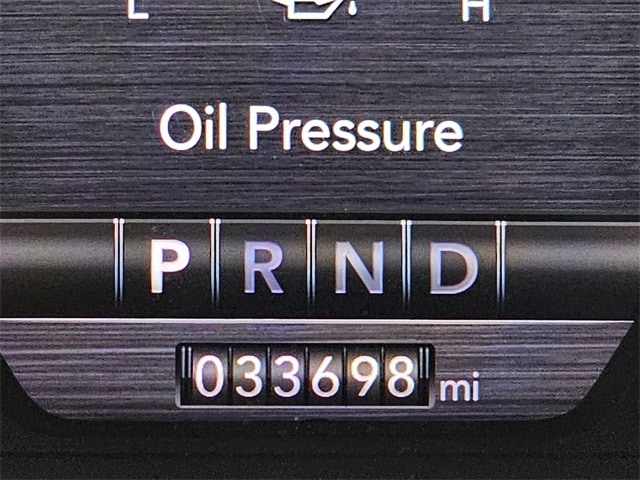 L H
Oil Pressure
P R N D
033698 mi